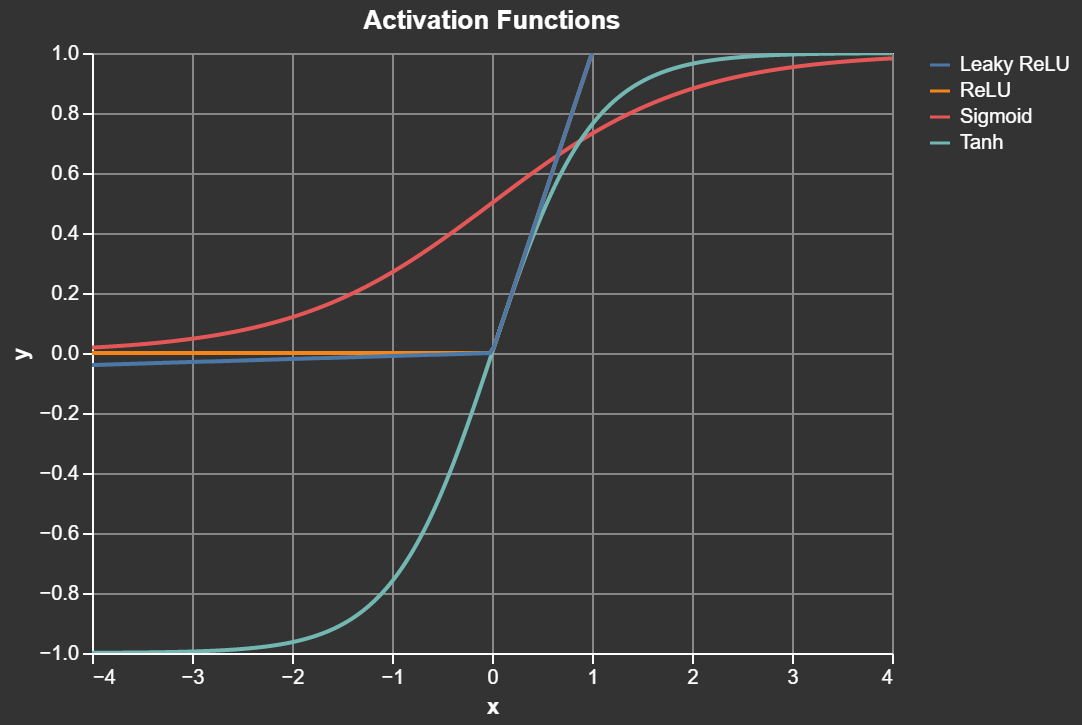 Activation Functions
1.0
0.8
0.6
0.4
0.2
0.0
−0.2
−0.4
−0.6
−0.8
−1.0
y
−4 −3 −2 −1 0 1 2 3 4
x
Leaky ReLU
ReLU
Sigmoid
Tanh